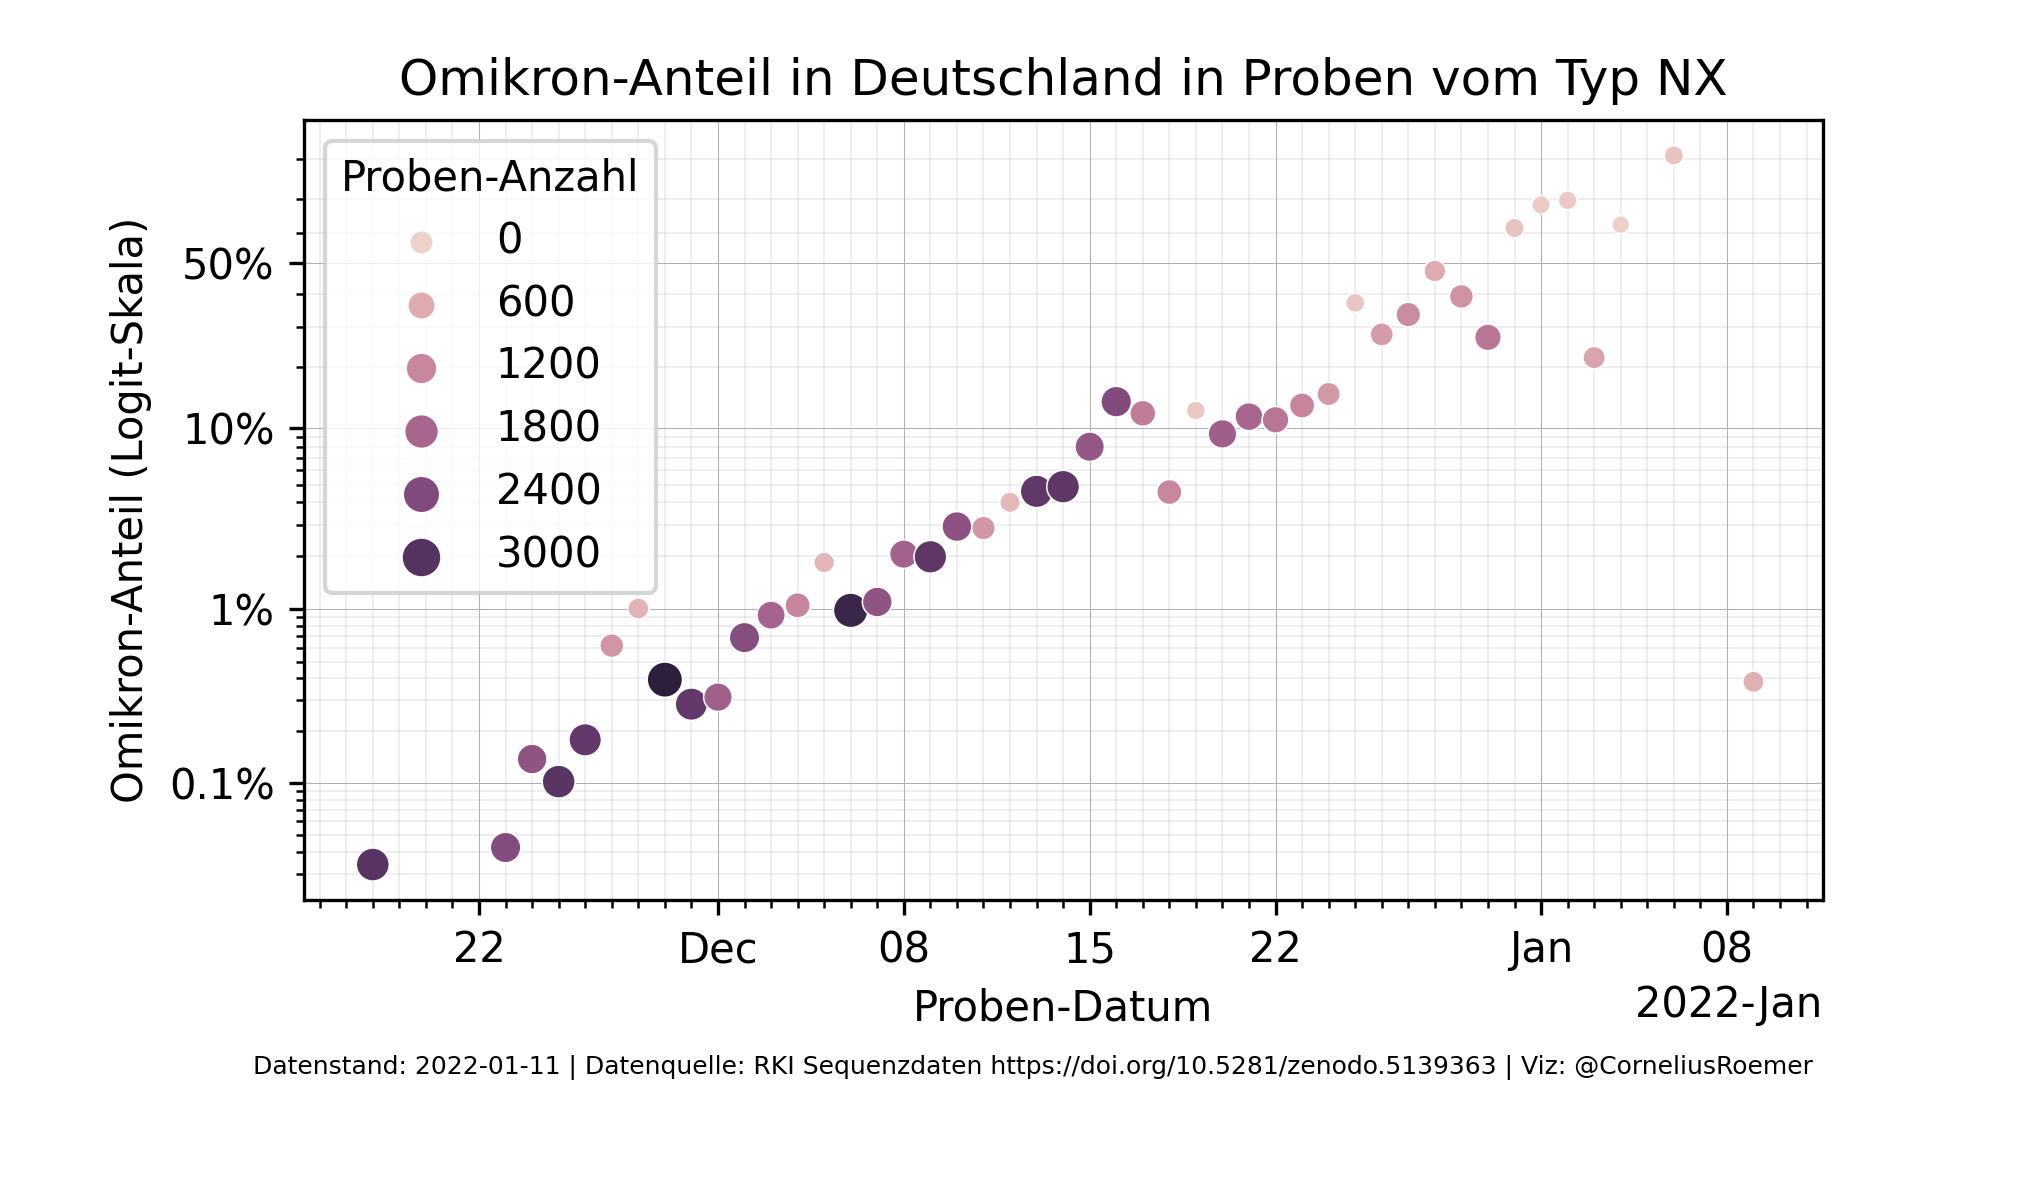 Omikron-Anteil in Deutschland in Proben vom Typ NX
Omikron-Anteil (Logit-Skala)
50%
10%
1%
0.1%
Proben-Anzahl
0
600
1200
1800
2400
3000
22 Dec 08 15 22 Jan 08
Proben-Datum
2022-Jan
Datenstand: 2022-01-11 | Datenquelle: RKI Sequenzdaten https://doi.org/10.5281/zenodo.5139363 | Viz: @CorneliusRoemer